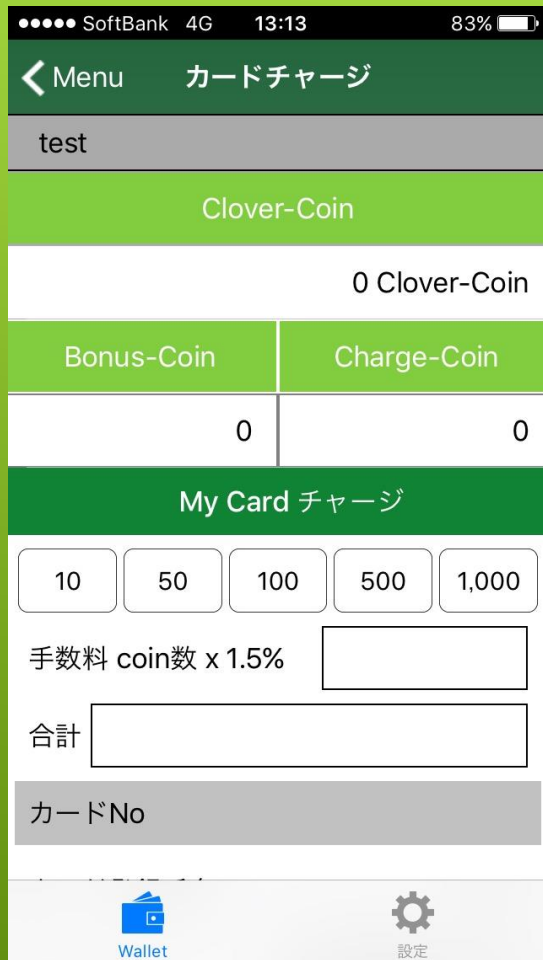 SoftBank 4G 13:13 83%
Menu カードチャージ
test
Clover-Coin
0 Clover-Coin
Bonus-Coin Charge-Coin
0 0
My Card チャージ
10 50 100 500 1,000
手数料 coin数 x 1.5%
合計
カードNo
Wallet 設定